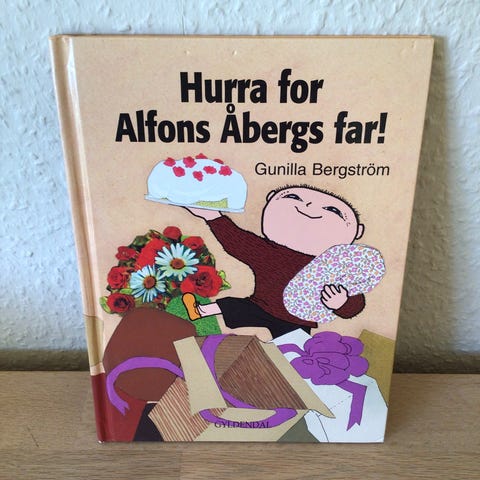 Hurra for
Alfons Åbergs far!
Gunilla Bergström
GYLDENDAL